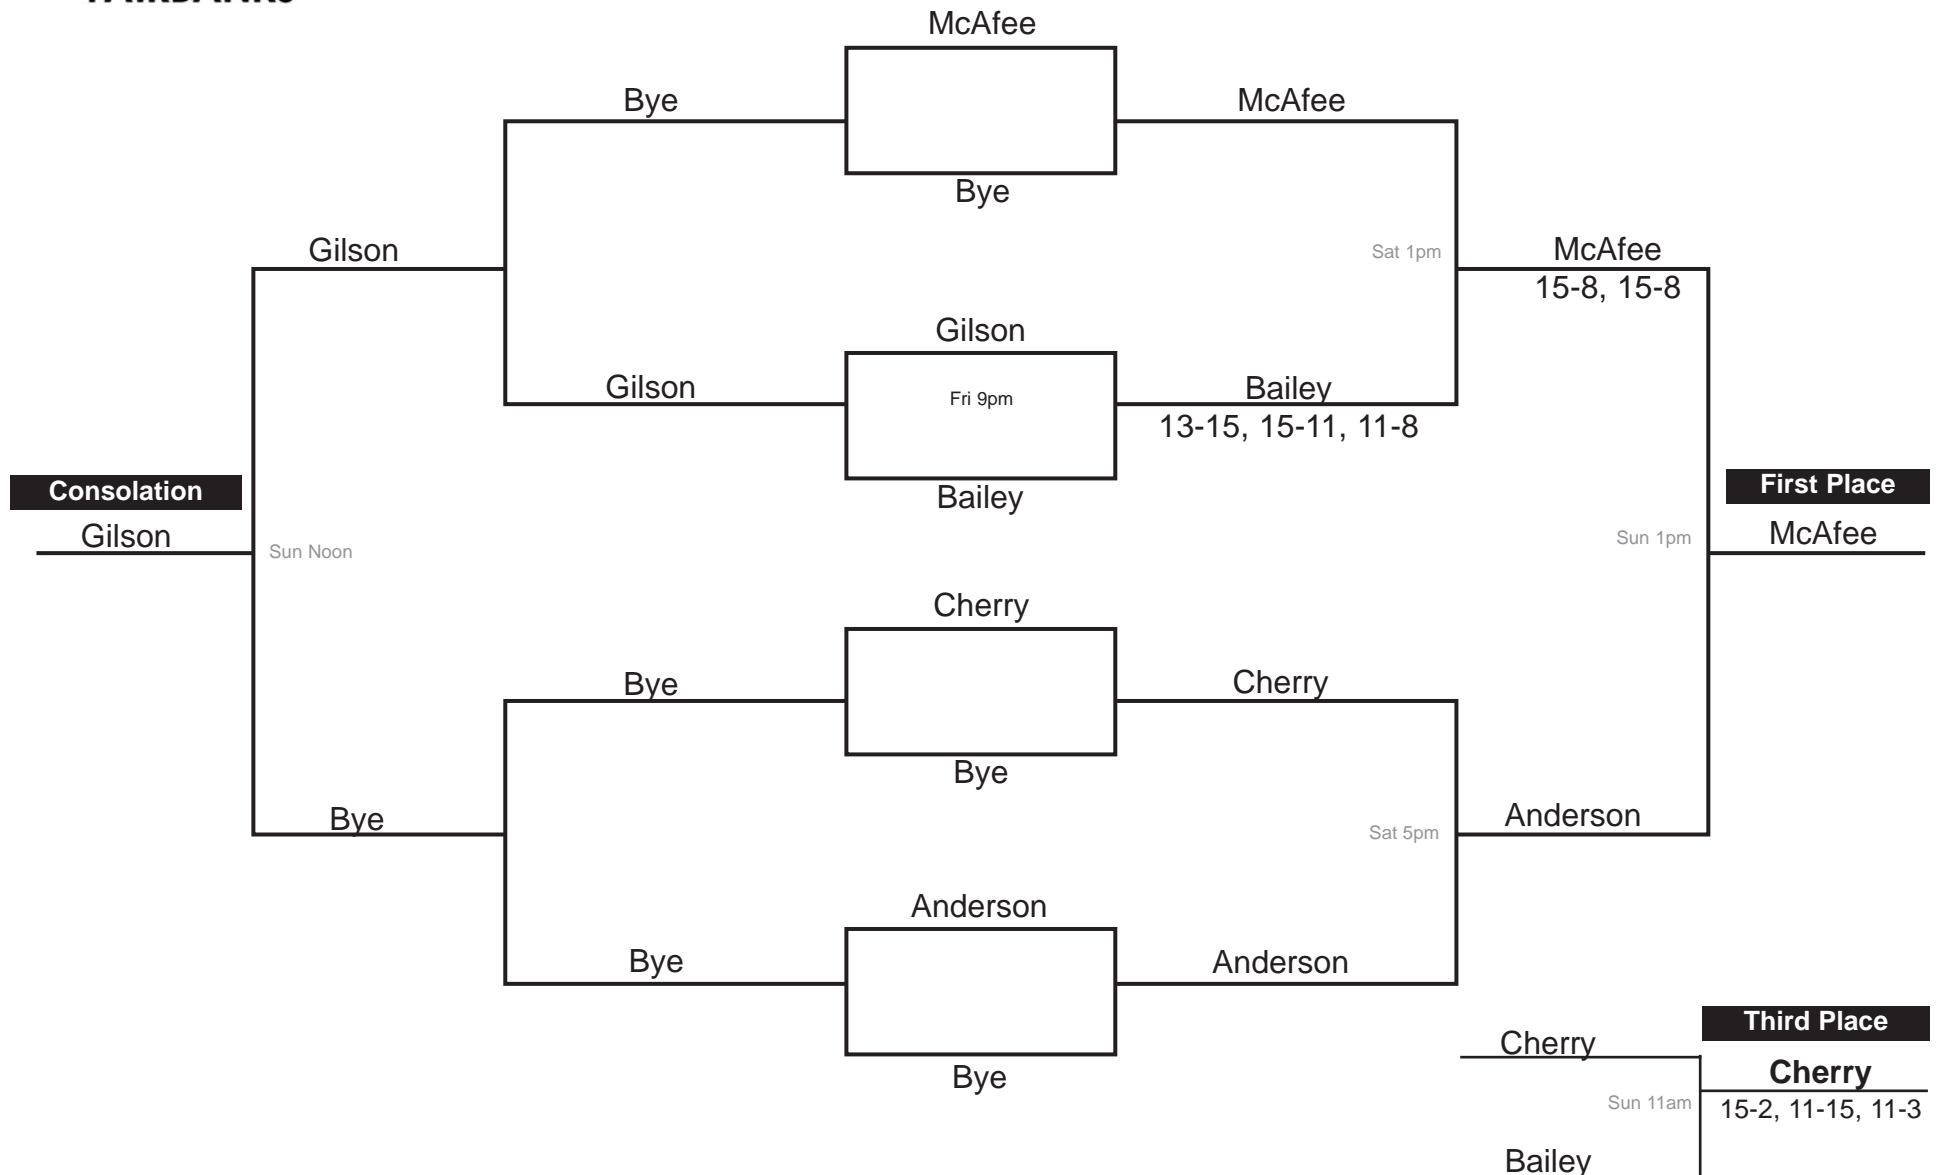 FAIRBANKS
McAfee
Bye
McAfee
Bye
Gilson
Sat 1pm
McAfee
15-8, 15-8
Gilson
Gilson
Fri 9pm
Bailey
13-15, 15-11, 11-8
Bailey
Consolation
First Place
Gilson
Sun Noon
Sun 1pm
McAfee
Cherry
Bye
Cherry
Bye
Bye
Sat 5pm
Anderson
Anderson
Bye
Anderson
Bye
Third Place
Cherry
Cherry
Sun 11am
15-2, 11-15, 11-3
Bailey